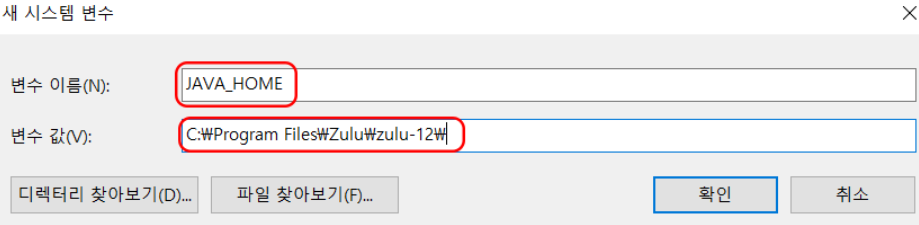 새 시스템 변수
변수 이름(N):
JAVA_HOME
변수 값(V):
C:₩Program Files₩Zulu₩zulu-12₩
디렉터리 찾아보기(D)...
파일 찾아보기(F)...
확인
취소